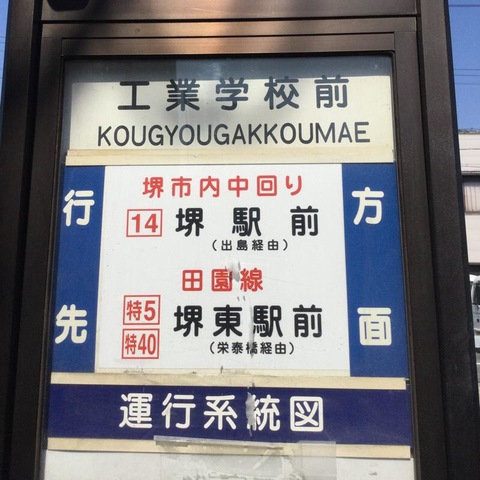 工業学校前
KOUGYOUGAKKOUMAE
行先
方面
堺市内中回り
14 堺駅前
(出島経由)
田園線
特5
特40
堺東駅前
(栄泰橋経由)
運行系統図